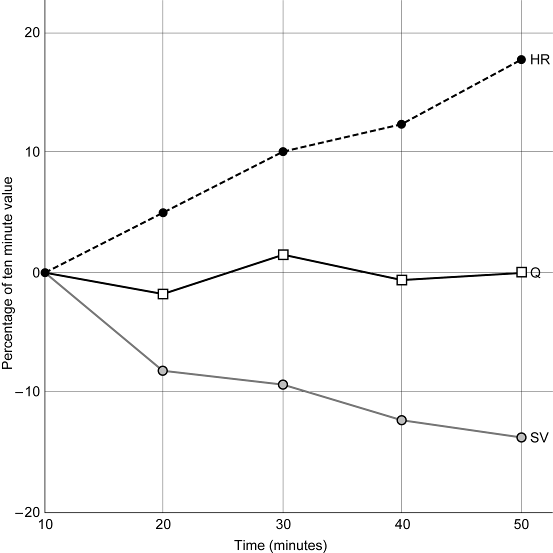 20
HR
10
Percentage of ten minute value
0
Q
–10
SV
–20
10 20 30 40 50
Time (minutes)